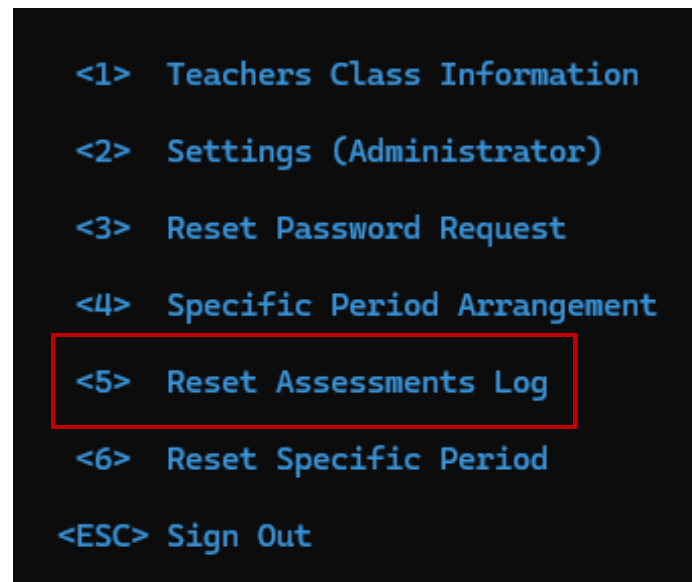 <1> Teachers Class Information
<2> Settings (Administrator)
<3> Reset Password Request
<4> Specific Period Arrangement
<5> Reset Assessments Log
<6> Reset Specific Period
<ESC> Sign Out